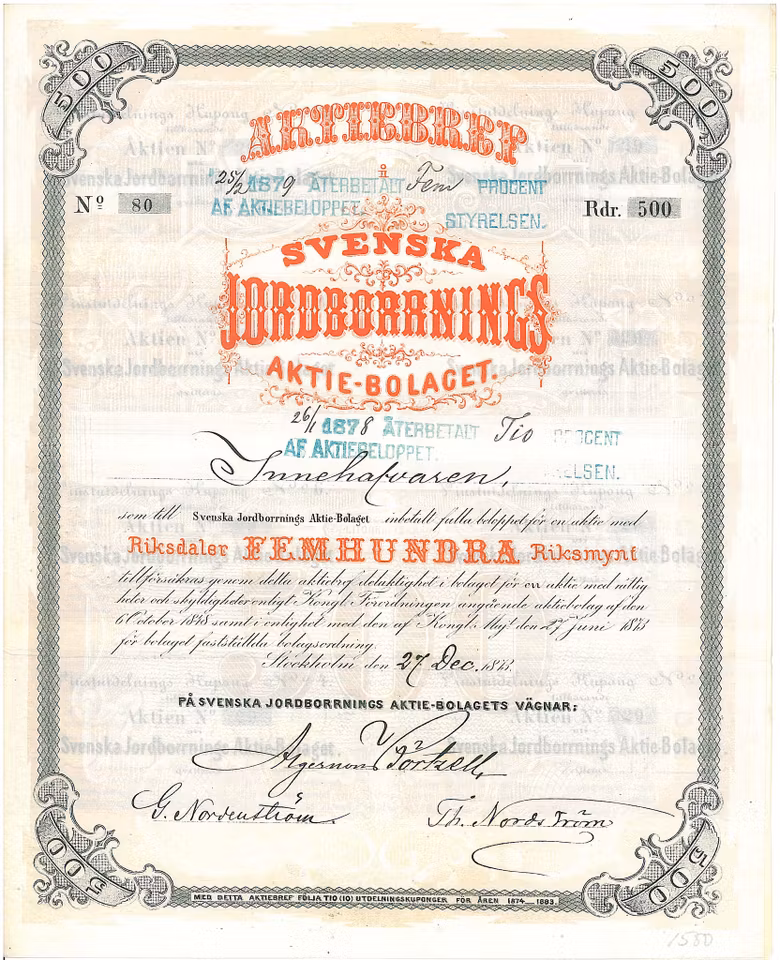 500 500
AKTIEBREF
i
25/2 1879 ÅTERBETALT Fem PROCENT
AF AKTIEBELOPPET. STYRELSEN.
Nº 80 Rdr. 500
SVENSKA
JORDBORRNINGS
AKTIE-BOLAGET.
26/1 1878 ÅTERBETALT Tio PROCENT
AF AKTIEBELOPPET. STYRELSEN.
Innehafvaren,
som till Svenska Jordborrnings Aktie-Bolaget inbetalt fulla beloppet för en aktie med
Riksdaler FEMHUNDRA Riksmynt
tillförsäkras genom detta aktiebref delaktighet i bolaget för en aktie med rättig
heter och skyldigheter enligt Kongl. Förordningen angående aktiebolag af den
6 October 1848 samt i enlighet med den af Kongl. Maj:t den 27 Juni 1873
för bolaget fastställda bolagsordning.
Stockholm den 27 Dec. 1873.
PÅ SVENSKA JORDBORRNINGS AKTIE-BOLAGETS VÄGNAR:
Algernon Börtzell
G. Nordenström Th. Nordström
500 500
MED DETTA AKTIEBREF FÖLJA TIO (10) UTDELNINGSKUPONGER FÖR ÅREN 1874—1883.
1580